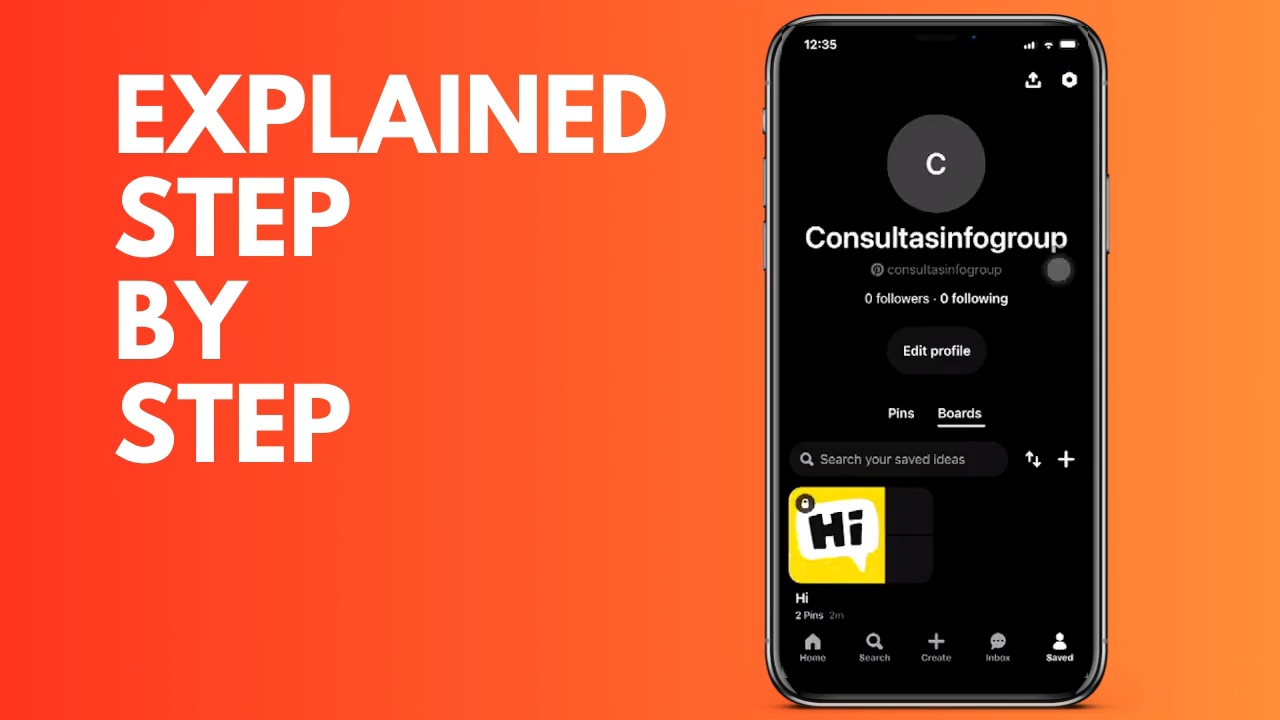 EXPLAINED
STEP
BY
STEP
12:35
C
Consultasinfogroup
consultasinfogroup
0 followers · 0 following
Edit profile
Pins Boards
Search your saved ideas
Hi
Hi
2 Pins 2m
Home Search Create Inbox Saved